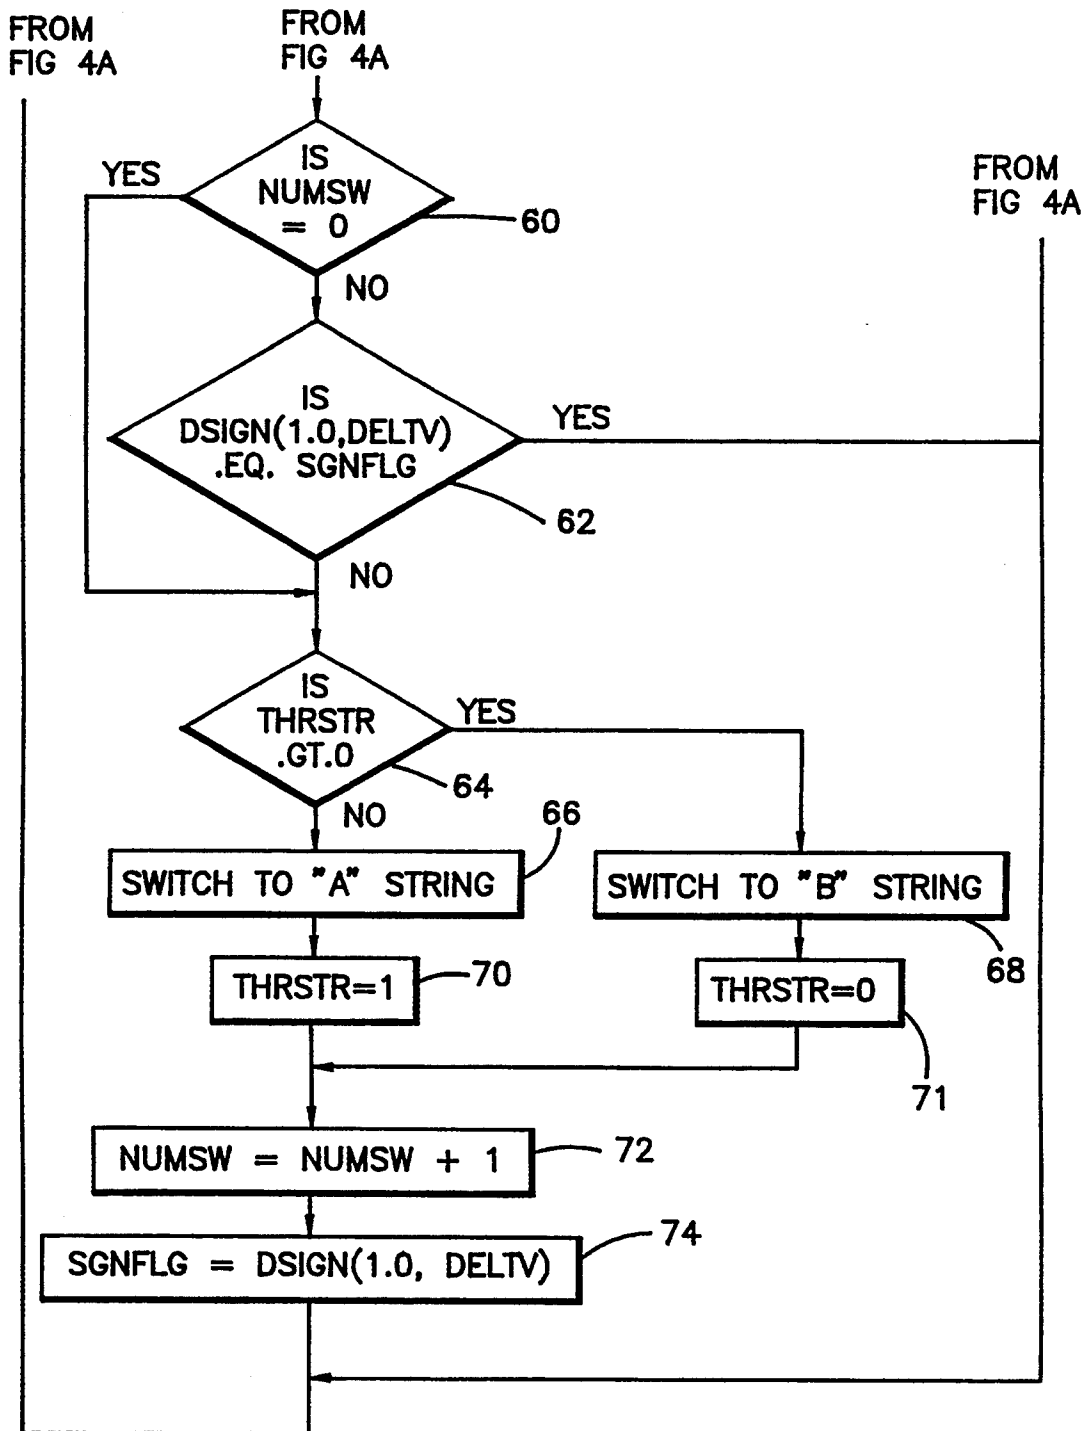 FROM
FIG 4A
FROM
FIG 4A
FROM
FIG 4A
IS
NUMSW
= 0
YES
60
NO
IS
DSIGN(1.0,DELTV)
.EQ. SGNFLG
YES
62
NO
IS
THRSTR
.GT.0
YES
64
NO
66
SWITCH TO "A" STRING
SWITCH TO "B" STRING
68
THRSTR=1
70
THRSTR=0
71
NUMSW = NUMSW + 1
72
74
SGNFLG = DSIGN(1.0, DELTV)